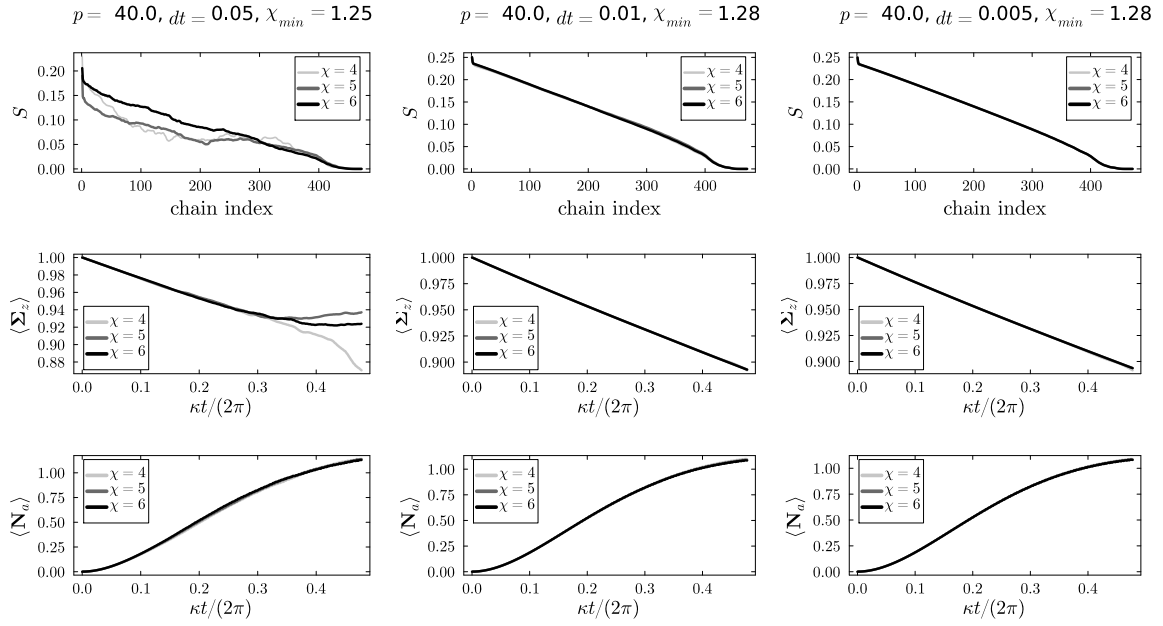 p = 40.0, dt = 0.05, χ_min = 1.25
p = 40.0, dt = 0.01, χ_min = 1.28
p = 40.0, dt = 0.005, χ_min = 1.28
S
0.20
0.15
0.10
0.05
0.00
χ = 4
χ = 5
χ = 6
0 100 200 300 400
chain index
S
0.25
0.20
0.15
0.10
0.05
0.00
χ = 4
χ = 5
χ = 6
0 100 200 300 400
chain index
S
0.25
0.20
0.15
0.10
0.05
0.00
χ = 4
χ = 5
χ = 6
0 100 200 300 400
chain index
⟨Σ_z⟩
1.00
0.98
0.96
0.94
0.92
0.90
0.88
χ = 4
χ = 5
χ = 6
0.0 0.1 0.2 0.3 0.4
κt/(2π)
⟨Σ_z⟩
1.000
0.975
0.950
0.925
0.900
χ = 4
χ = 5
χ = 6
0.0 0.1 0.2 0.3 0.4
κt/(2π)
⟨Σ_z⟩
1.000
0.975
0.950
0.925
0.900
χ = 4
χ = 5
χ = 6
0.0 0.1 0.2 0.3 0.4
κt/(2π)
⟨N_a⟩
1.00
0.75
0.50
0.25
0.00
χ = 4
χ = 5
χ = 6
0.0 0.1 0.2 0.3 0.4
κt/(2π)
⟨N_a⟩
1.00
0.75
0.50
0.25
0.00
χ = 4
χ = 5
χ = 6
0.0 0.1 0.2 0.3 0.4
κt/(2π)
⟨N_a⟩
1.00
0.75
0.50
0.25
0.00
χ = 4
χ = 5
χ = 6
0.0 0.1 0.2 0.3 0.4
κt/(2π)